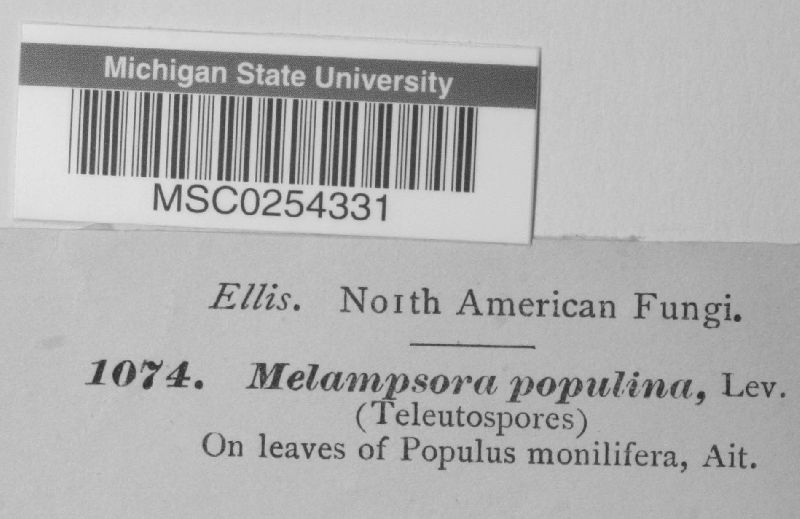 Michigan State University
MSC0254331
Ellis. North American Fungi.
1074. Melampsora populina, Lev.
(Teleutospores)
On leaves of Populus monilifera, Ait.